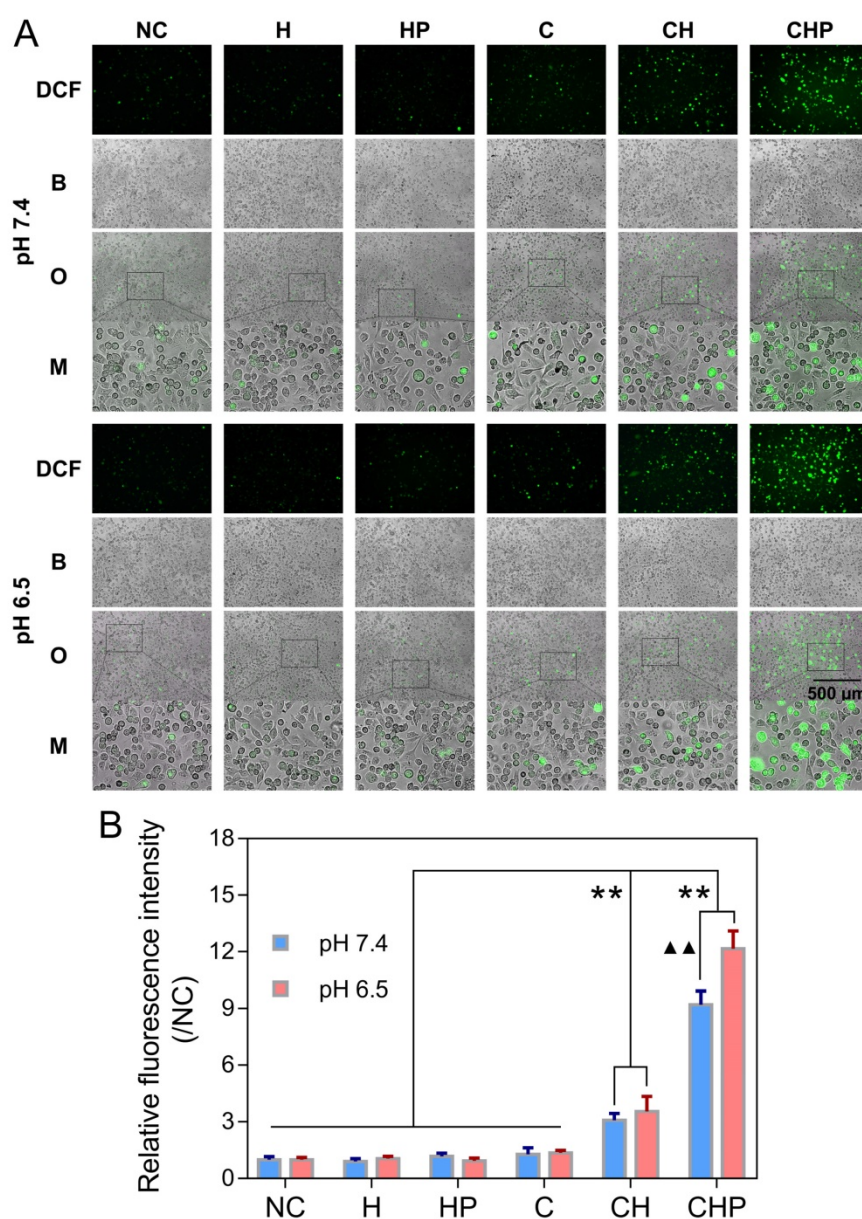 A
NC H HP C CH CHP
DCF
B
O
M
pH 7.4
DCF
B
O
M
pH 6.5
500 μm
B
Relative fluorescence intensity
(/NC)
18
15
12
9
6
3
0
pH 7.4
pH 6.5
** **
▲▲
NC H HP C CH CHP